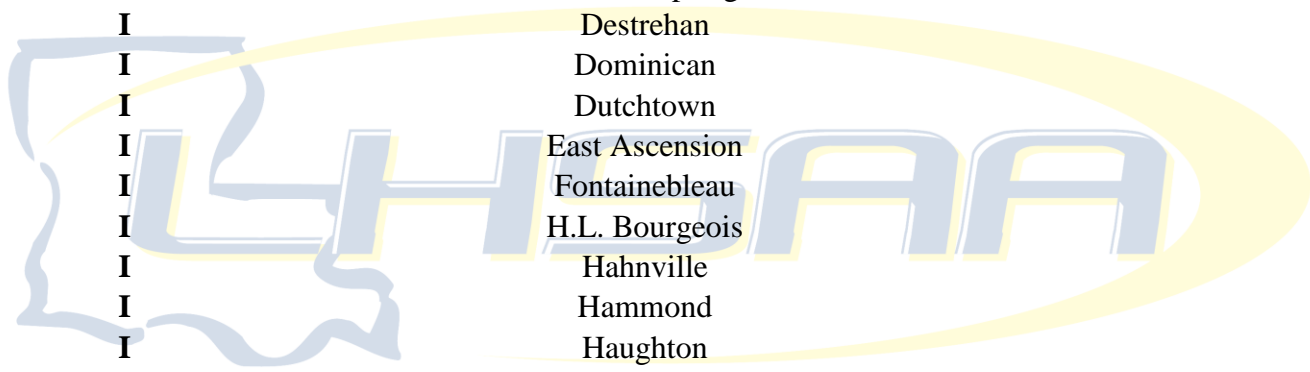 I Destrehan
I Dominican
I Dutchtown
I East Ascension
I Fontainebleau
I H.L. Bourgeois
I Hahnville
I Hammond
I Haughton
LHSAA